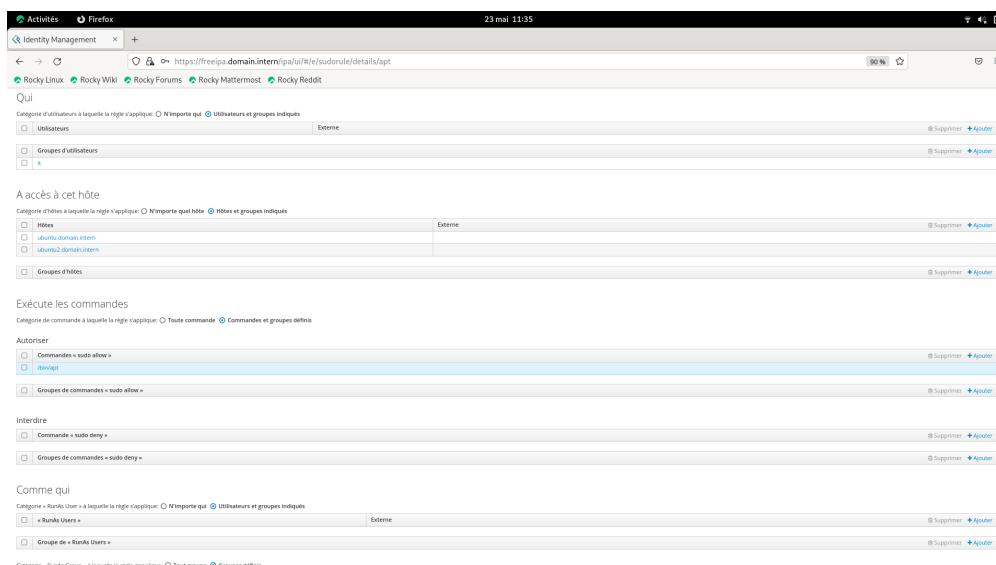 Activités Firefox 23 mai 11:35
Identity Management × +
https://freeipa.domain.intern/ipa/ui/#/e/sudorule/details/apt 90 %
Rocky Linux Rocky Wiki Rocky Forums Rocky Mattermost Rocky Reddit
Qui
Catégorie d'utilisateurs à laquelle la règle s'applique: N'importe qui Utilisateurs et groupes indiqués
Utilisateurs Externe Supprimer + Ajouter
Groupes d'utilisateurs Supprimer + Ajouter
A accès à cet hôte
Catégorie d'hôtes à laquelle la règle s'applique: N'importe quel hôte Hôtes et groupes indiqués
Hôtes Externe Supprimer + Ajouter
ubuntu.domain.intern
ubuntu2.domain.intern
Groupes d'hôtes Supprimer + Ajouter
Exécute les commandes
Catégorie de commande à laquelle la règle s'applique: Toute commande Commandes et groupes définis
Autoriser
Commandes « sudo allow » Supprimer + Ajouter
/bin/apt
Groupes de commandes « sudo allow » Supprimer + Ajouter
Interdire
Commande « sudo deny » Supprimer + Ajouter
Groupes de commandes « sudo deny » Supprimer + Ajouter
Comme qui
Catégorie « RunAs User » à laquelle la règle s'applique: N'importe qui Utilisateurs et groupes indiqués
« RunAs Users » Externe Supprimer + Ajouter
Groupe de « RunAs Users » Supprimer + Ajouter